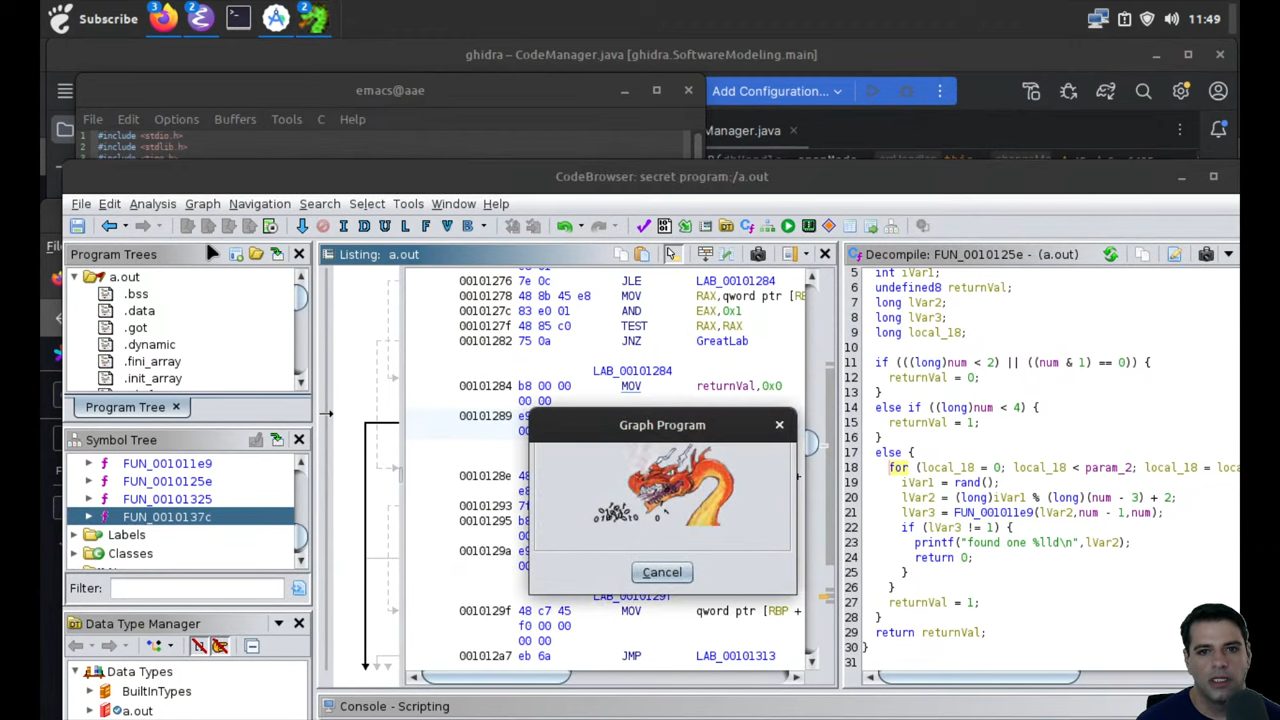 3
2
2
Subscribe
11:49
ghidra – CodeManager.java [ghidra.SoftwareModeling.main]
emacs@aae
Add Configuration...
File Edit Options Buffers Tools C Help
Manager.java
1 #include <stdio.h>
2 #include <stdlib.h>
CodeBrowser: secret program:/a.out
File Edit Analysis Graph Navigation Search Select Tools Window Help
I D U L F V B
Program Trees
a.out
.bss
.data
.got
.dynamic
.fini_array
.init_array
Program Tree
Symbol Tree
FUN_001011e9
FUN_0010125e
FUN_00101325
FUN_0010137c
Labels
Classes
Filter:
Data Type Manager
Data Types
BuiltInTypes
a.out
Listing: a.out
00101276 7e 0c JLE LAB_00101284
00101278 48 8b 45 e8 MOV RAX,qword ptr [RB
0010127c 83 e0 01 AND EAX,0x1
0010127f 48 85 c0 TEST RAX,RAX
00101282 75 0a JNZ GreatLab
LAB_00101284
00101284 b8 00 00 MOV returnVal,0x0
00 00
00101289
0010128e
00101293
00101295
0010129a
0010129f 48 c7 45 MOV qword ptr [RBP +
f0 00 00
00 00
001012a7 eb 6a JMP LAB_00101313
Graph Program
Cancel
Decompile: FUN_0010125e - (a.out)
5 int iVar1;
6 undefined8 returnVal;
7 long lVar2;
8 long lVar3;
9 long local_18;
10
11 if (((long)num < 2) || ((num & 1) == 0)) {
12 returnVal = 0;
13 }
14 else if ((long)num < 4) {
15 returnVal = 1;
16 }
17 else {
18 for (local_18 = 0; local_18 < param_2; local_18 = loca
19 iVar1 = rand();
20 lVar2 = (long)iVar1 % (long)(num - 3) + 2;
21 lVar3 = FUN_001011e9(lVar2,num - 1,num);
22 if (lVar3 != 1) {
23 printf("found one %lld\n",lVar2);
24 return 0;
25 }
26 }
27 returnVal = 1;
28 }
29 return returnVal;
30 }
31
Console - Scripting